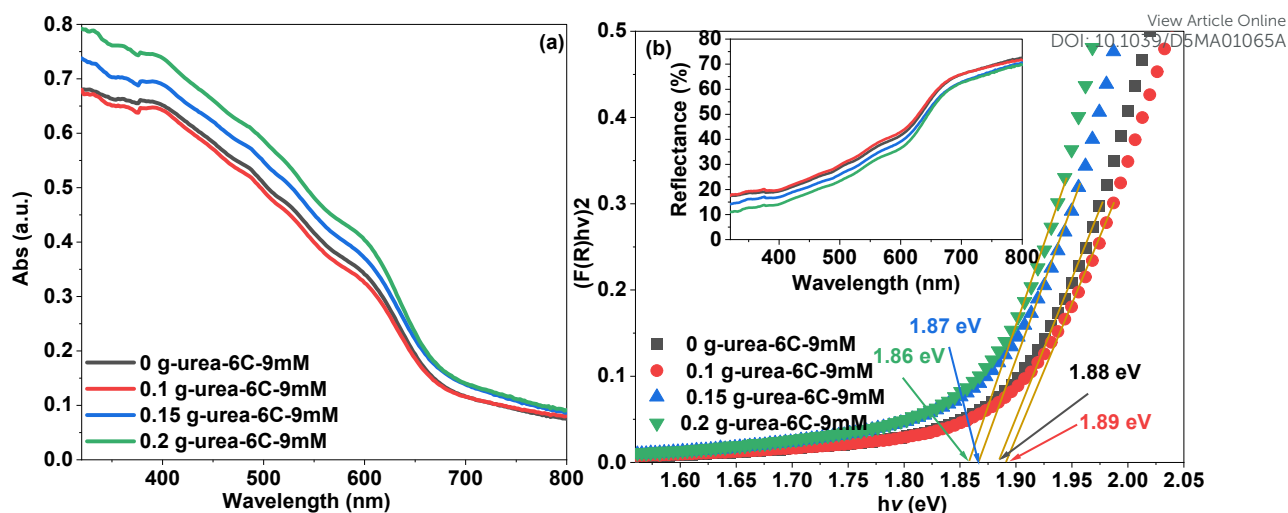 View Article Online
DOI: 10.1039/D5MA01065A
(a)
0.8
0.7
0.6
0.5
0.4
0.3
0.2
0.1
0.0
Abs (a.u.)
0 g-urea-6C-9mM
0.1 g-urea-6C-9mM
0.15 g-urea-6C-9mM
0.2 g-urea-6C-9mM
400 500 600 700 800
Wavelength (nm)
(b)
0.5
0.4
0.3
0.2
0.1
0.0
(F(R)hv)2
80
70
60
50
40
30
20
10
0
Reflectance (%)
400 500 600 700 800
Wavelength (nm)
1.87 eV
1.86 eV
0 g-urea-6C-9mM
0.1 g-urea-6C-9mM
0.15 g-urea-6C-9mM
0.2 g-urea-6C-9mM
1.88 eV
1.89 eV
1.60 1.65 1.70 1.75 1.80 1.85 1.90 1.95 2.00 2.05
hν (eV)